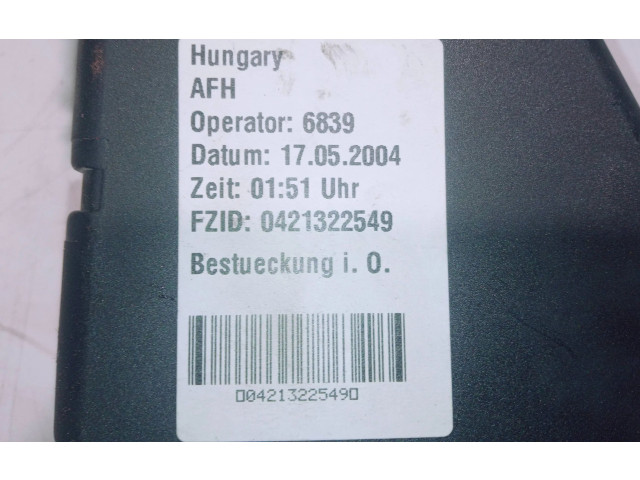 Hungary
AFH
Operator: 6839
Datum: 17.05.2004
Zeit: 01:51 Uhr
FZID: 0421322549
Bestueckung i. O.
▯0421322549▯